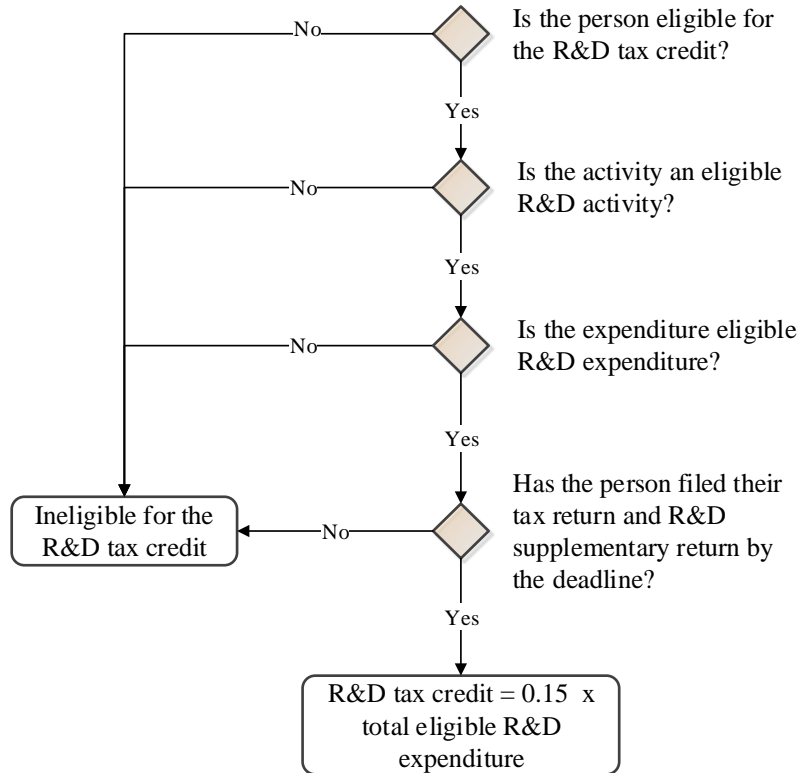 Is the person eligible for
the R&D tax credit?
No
Yes
Is the activity an eligible
R&D activity?
No
Yes
Is the expenditure eligible
R&D expenditure?
No
Yes
Has the person filed their
tax return and R&D
supplementary return by
the deadline?
No
Ineligible for the
R&D tax credit
Yes
R&D tax credit = 0.15 x
total eligible R&D
expenditure